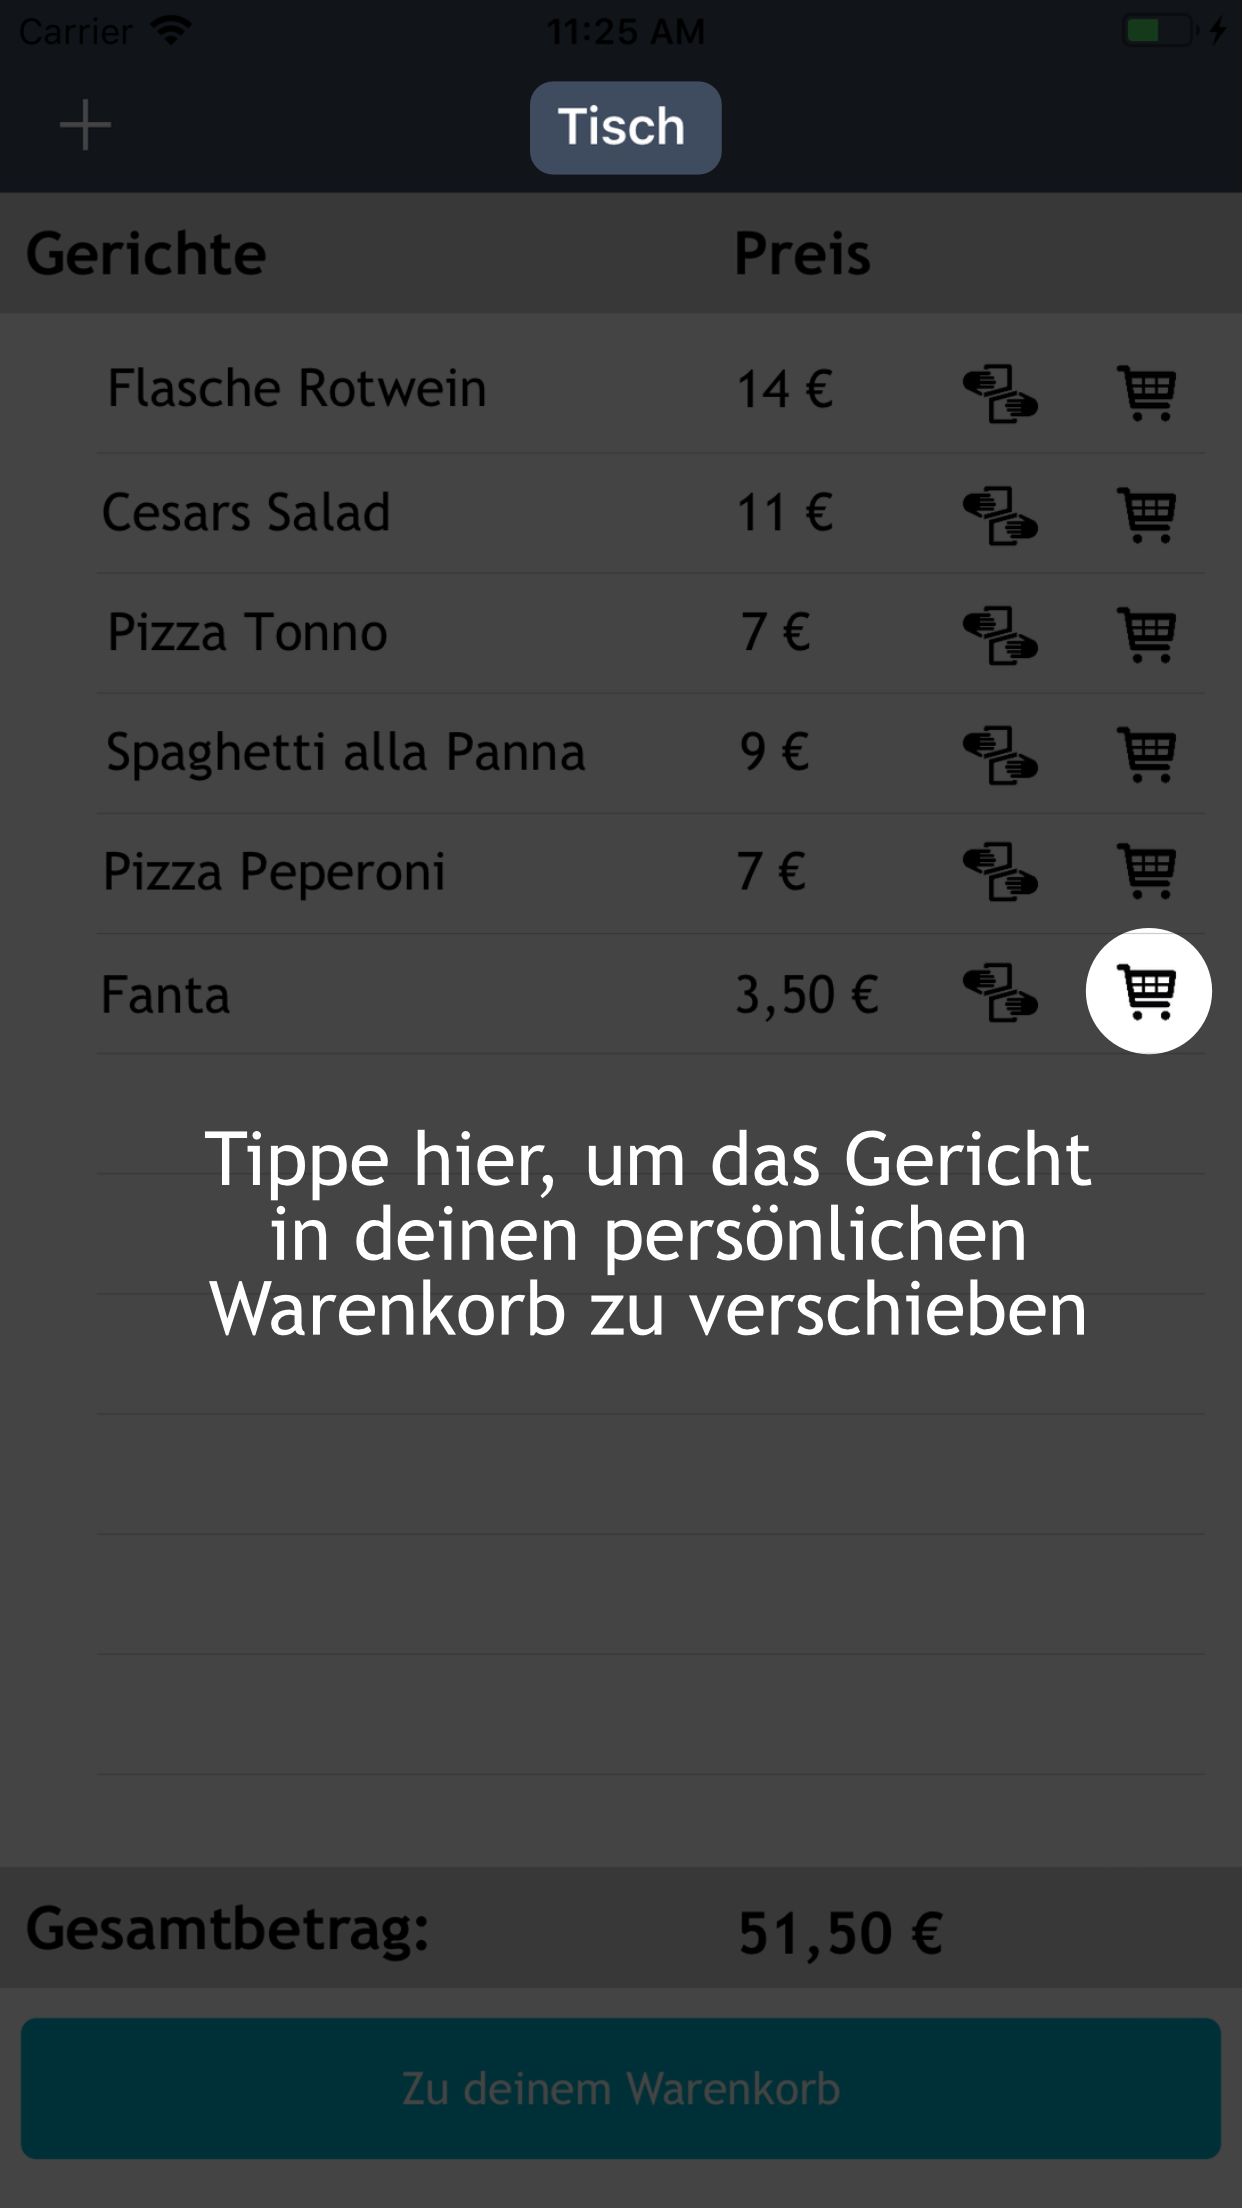 Carrier 11:25 AM
Tisch
Gerichte Preis
Flasche Rotwein 14 €
Cesars Salad 11 €
Pizza Tonno 7 €
Spaghetti alla Panna 9 €
Pizza Peperoni 7 €
Fanta 3,50 €
Tippe hier, um das Gericht
in deinen persönlichen
Warenkorb zu verschieben
Gesamtbetrag: 51,50 €
Zu deinem Warenkorb